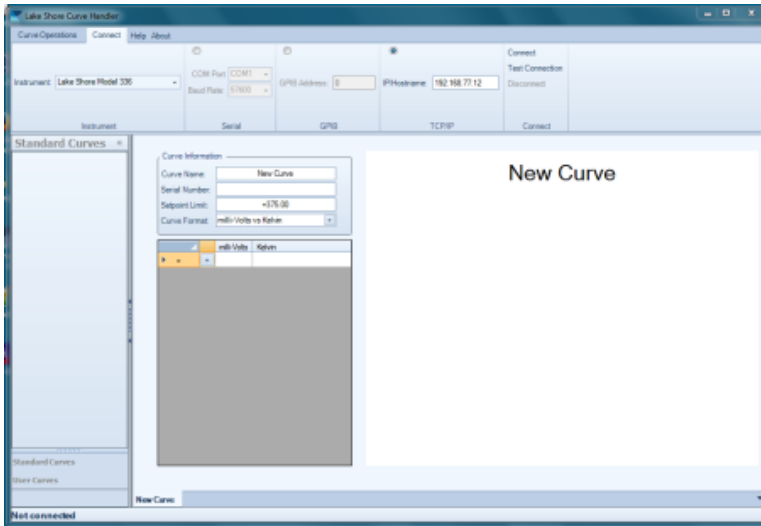 Lake Shore Curve Handler
Curve Operations Connect Help About
Instrument: Lake Shore Model 336
COM Port: COM1
Baud Rate: 57600
GPIB Address: 8
IP/Hostname: 192.168.77.12
Connect
Test Connection
Disconnect
Instrument Serial GPIB TCP/IP Connect
Standard Curves «
Curve Information
Curve Name: New Curve
Serial Number:
Setpoint Limit: +375.00
Curve Format: milli-Volts vs Kelvin
milli-Volts Kelvin
New Curve
Standard Curves
User Curves
New Curve
Not connected